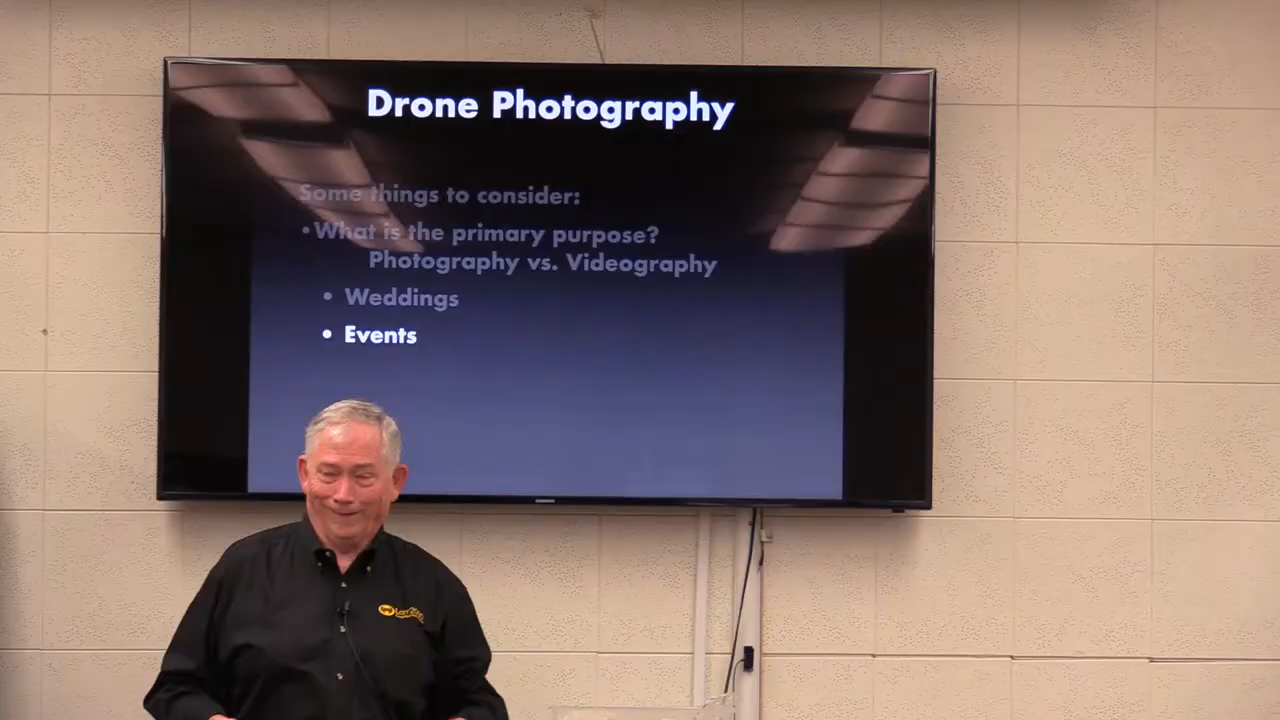 Drone Photography
Some things to consider:
•What is the primary purpose?
Photography vs. Videography
• Weddings
• Events